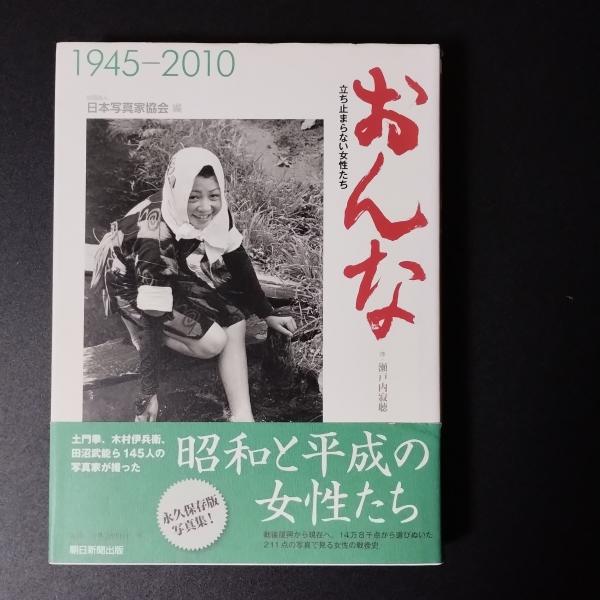 1945–2010
日本写真家協会 編
おんな
立ち止まらない女性たち
瀬戸内寂聴
土門拳、木村伊兵衛、
田沼武能ら145人の
写真家が撮った
昭和と平成の
女性たち
永久保存版
写真集!
戦後復興から現在へ、14万8千点から選びぬいた
211点の写真で見る女性の戦後史
朝日新聞出版